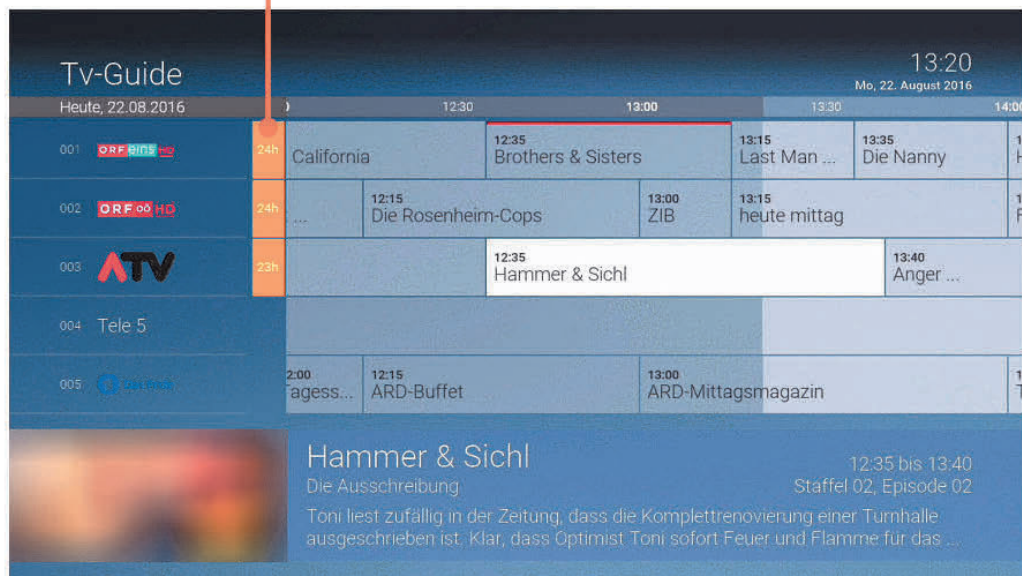 Tv-Guide
13:20
Mo, 22. August 2016
Heute, 22.08.2016
12:30 13:00 13:30 14:00
001 ORF eins HD 24h California 12:35 Brothers & Sisters 13:15 Last Man ... 13:35 Die Nanny
002 ORF oö HD 24h ... 12:15 Die Rosenheim-Cops 13:00 ZIB 13:15 heute mittag
003 ATV 23h 12:35 Hammer & Sichl 13:40 Anger ...
004 Tele 5
005 Das Erste 2:00 Tagess... 12:15 ARD-Buffet 13:00 ARD-Mittagsmagazin
Hammer & Sichl
12:35 bis 13:40
Die Ausschreibung
Staffel 02, Episode 02
Toni liest zufällig in der Zeitung, dass die Komplettrenovierung einer Turnhalle
ausgeschrieben ist. Klar, dass Optimist Toni sofort Feuer und Flamme für das ...